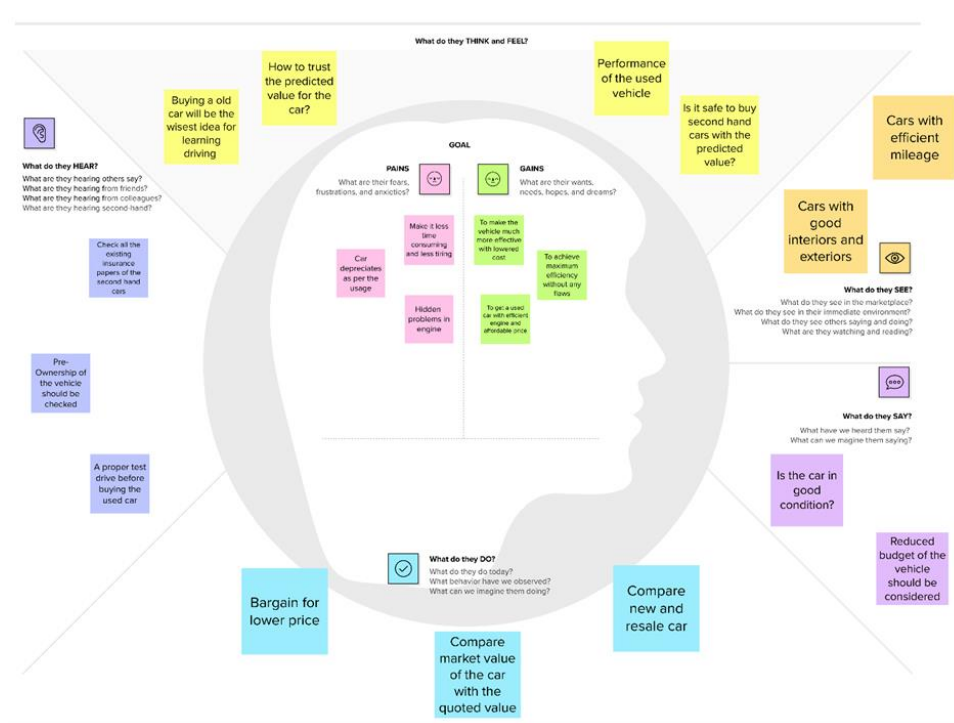 What do they THINK and FEEL?
How to trust
the predicted
value for the
car?
Buying a old
car will be the
wisest idea for
learning
driving
Performance
of the used
vehicle
Is it safe to buy
second hand
cars with the
predicted
value?
Cars with
efficient
mileage
What do they HEAR?
What are they hearing others say?
What are they hearing from friends?
What are they hearing from colleagues?
What are they hearing second-hand?
Check all the
existing
insurance
papers of the
second hand
cars
Pre-
Ownership of
the vehicle
should be
checked
A proper test
drive before
buying the
used car
GOAL
PAINS
What are their fears,
frustrations, and anxieties?
Make it less
time
consuming
and less tiring
Car
depreciates
as per the
usage
Hidden
problems in
engine
GAINS
What are their wants,
needs, hopes, and dreams?
To make the
vehicle much
more effective
with lowered
cost
To achieve
maximum
efficiency
without any
flaws
To get a used
car with efficient
engine and
affordable price
Cars with
good
interiors and
exteriors
What do they SEE?
What do they see in the marketplace?
What do they see in their immediate environment?
What do they see others saying and doing?
What are they watching and reading?
What do they SAY?
What have we heard them say?
What can we magine them saying?
Is the car in
good
condition?
Reduced
budget of the
vehicle
should be
considered
What do they DO?
What do they do today?
What behavior have we observed?
What can we imagine them doing?
Bargain for
lower price
Compare
market value
of the car
with the
quoted value
Compare
new and
resale car